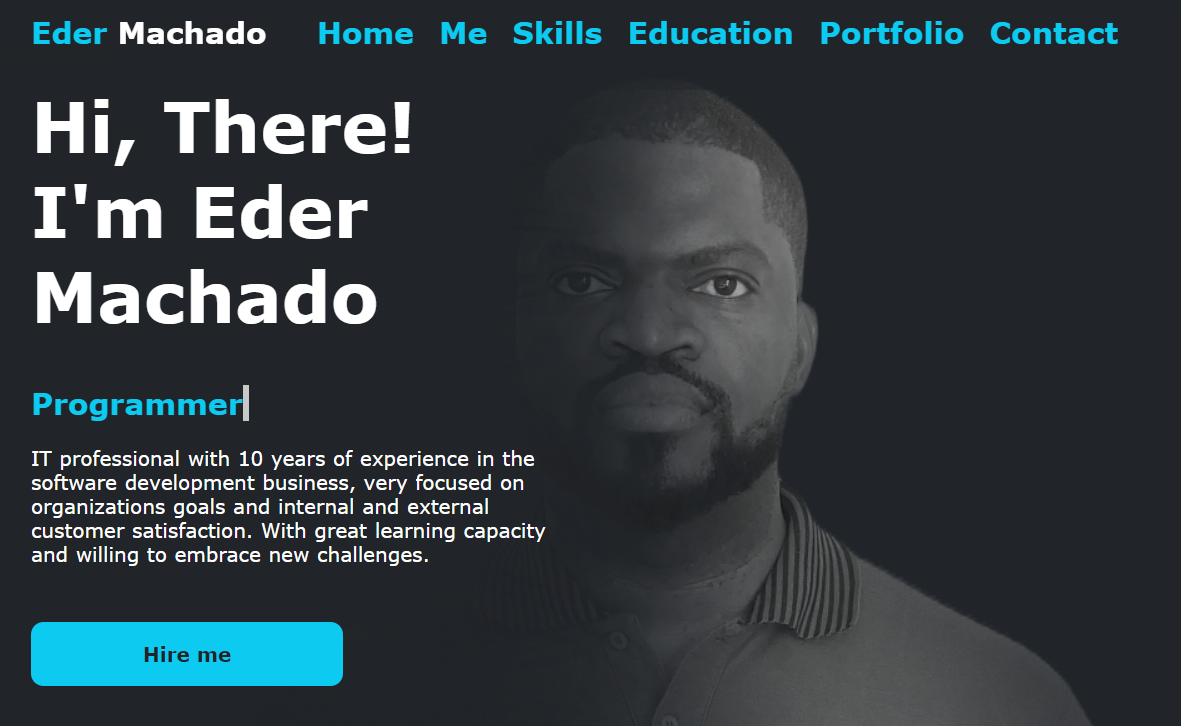 Eder Machado Home Me Skills Education Portfolio Contact
Hi, There!
I'm Eder
Machado
Programmer
IT professional with 10 years of experience in the
software development business, very focused on
organizations goals and internal and external
customer satisfaction. With great learning capacity
and willing to embrace new challenges.
Hire me